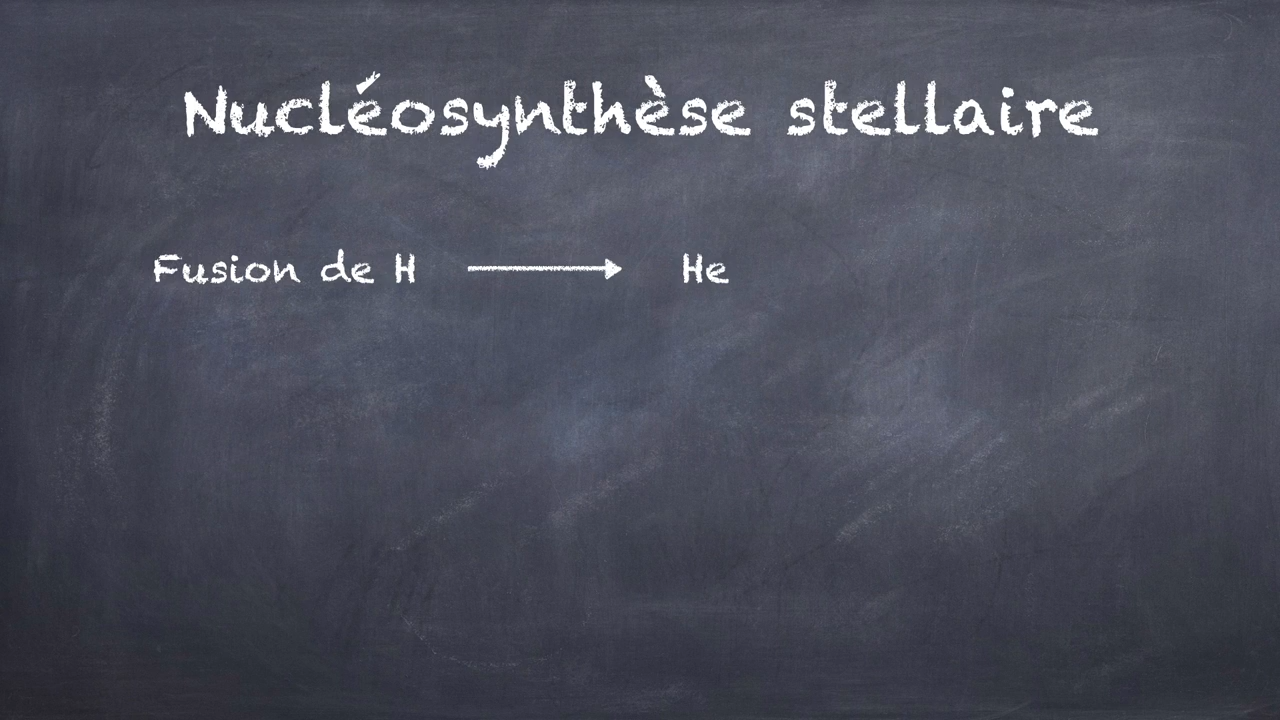 Nucléosynthèse stellaire
Fusion de H → He